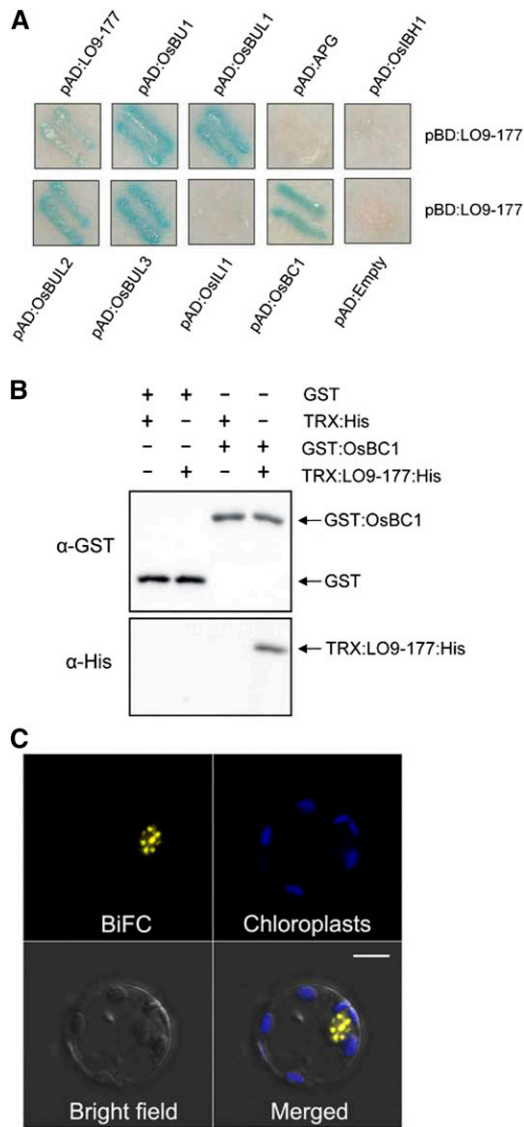 A
pAD:LO9-177
pAD:OsBU1
pAD:OsBUL1
pAD:APG
pAD:OsIBH1
pBD:LO9-177
pBD:LO9-177
pAD:OsBUL2
pAD:OsBUL3
pAD:OsILI1
pAD:OsBC1
pAD:Empty
B
+ + – – GST
+ – + – TRX:His
– – + + GST:OsBC1
– + – + TRX:LO9-177:His
α-GST
GST:OsBC1
GST
α-His
TRX:LO9-177:His
C
BiFC
Chloroplasts
Bright field
Merged